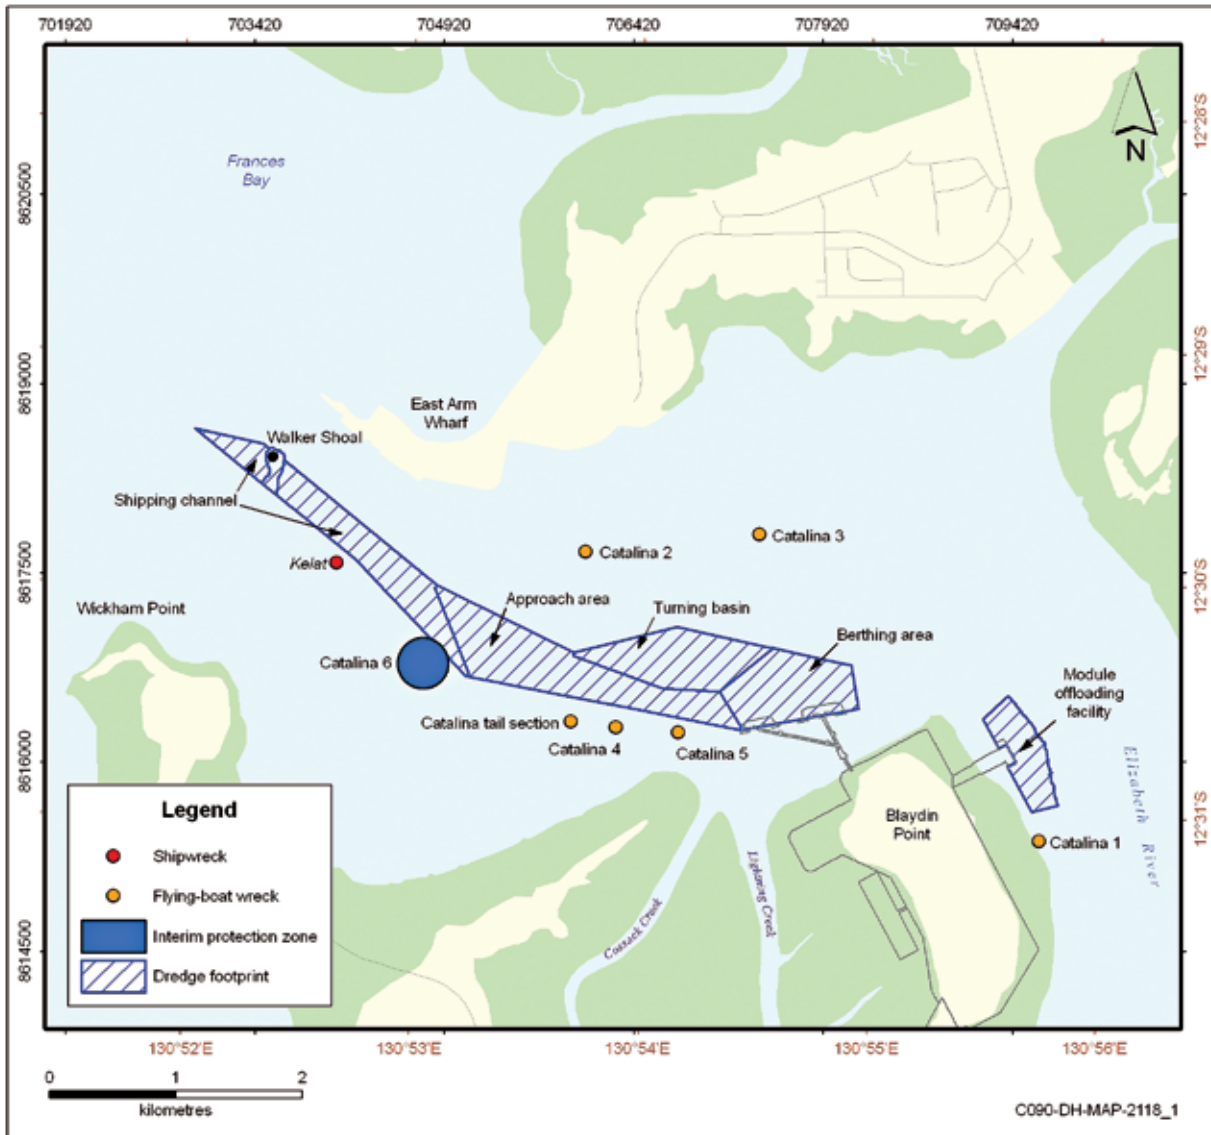 701920 703420 704920 706420 707920 709420
12°28'S
N
Frances
Bay
8620500
12°29'S
8619000
East Arm
Wharf
Walker Shoal
Shipping channel
Catalina 3
Catalina 2
Kelat
8617500
12°30'S
Approach area
Turning basin
Wickham Point
Berthing area
Catalina 6
Module
offloading
facility
Catalina tail section
Catalina 4
Catalina 5
8616000
Elizabeth River
12°31'S
Blaydin
Point
Catalina 1
Legend
Shipwreck
Flying-boat wreck
Interim protection zone
Dredge footprint
Lightning Creek
Cossack Creek
8614500
130°52'E 130°53'E 130°54'E 130°55'E 130°56'E
0 1 2
kilometres
C090-DH-MAP-2118_1